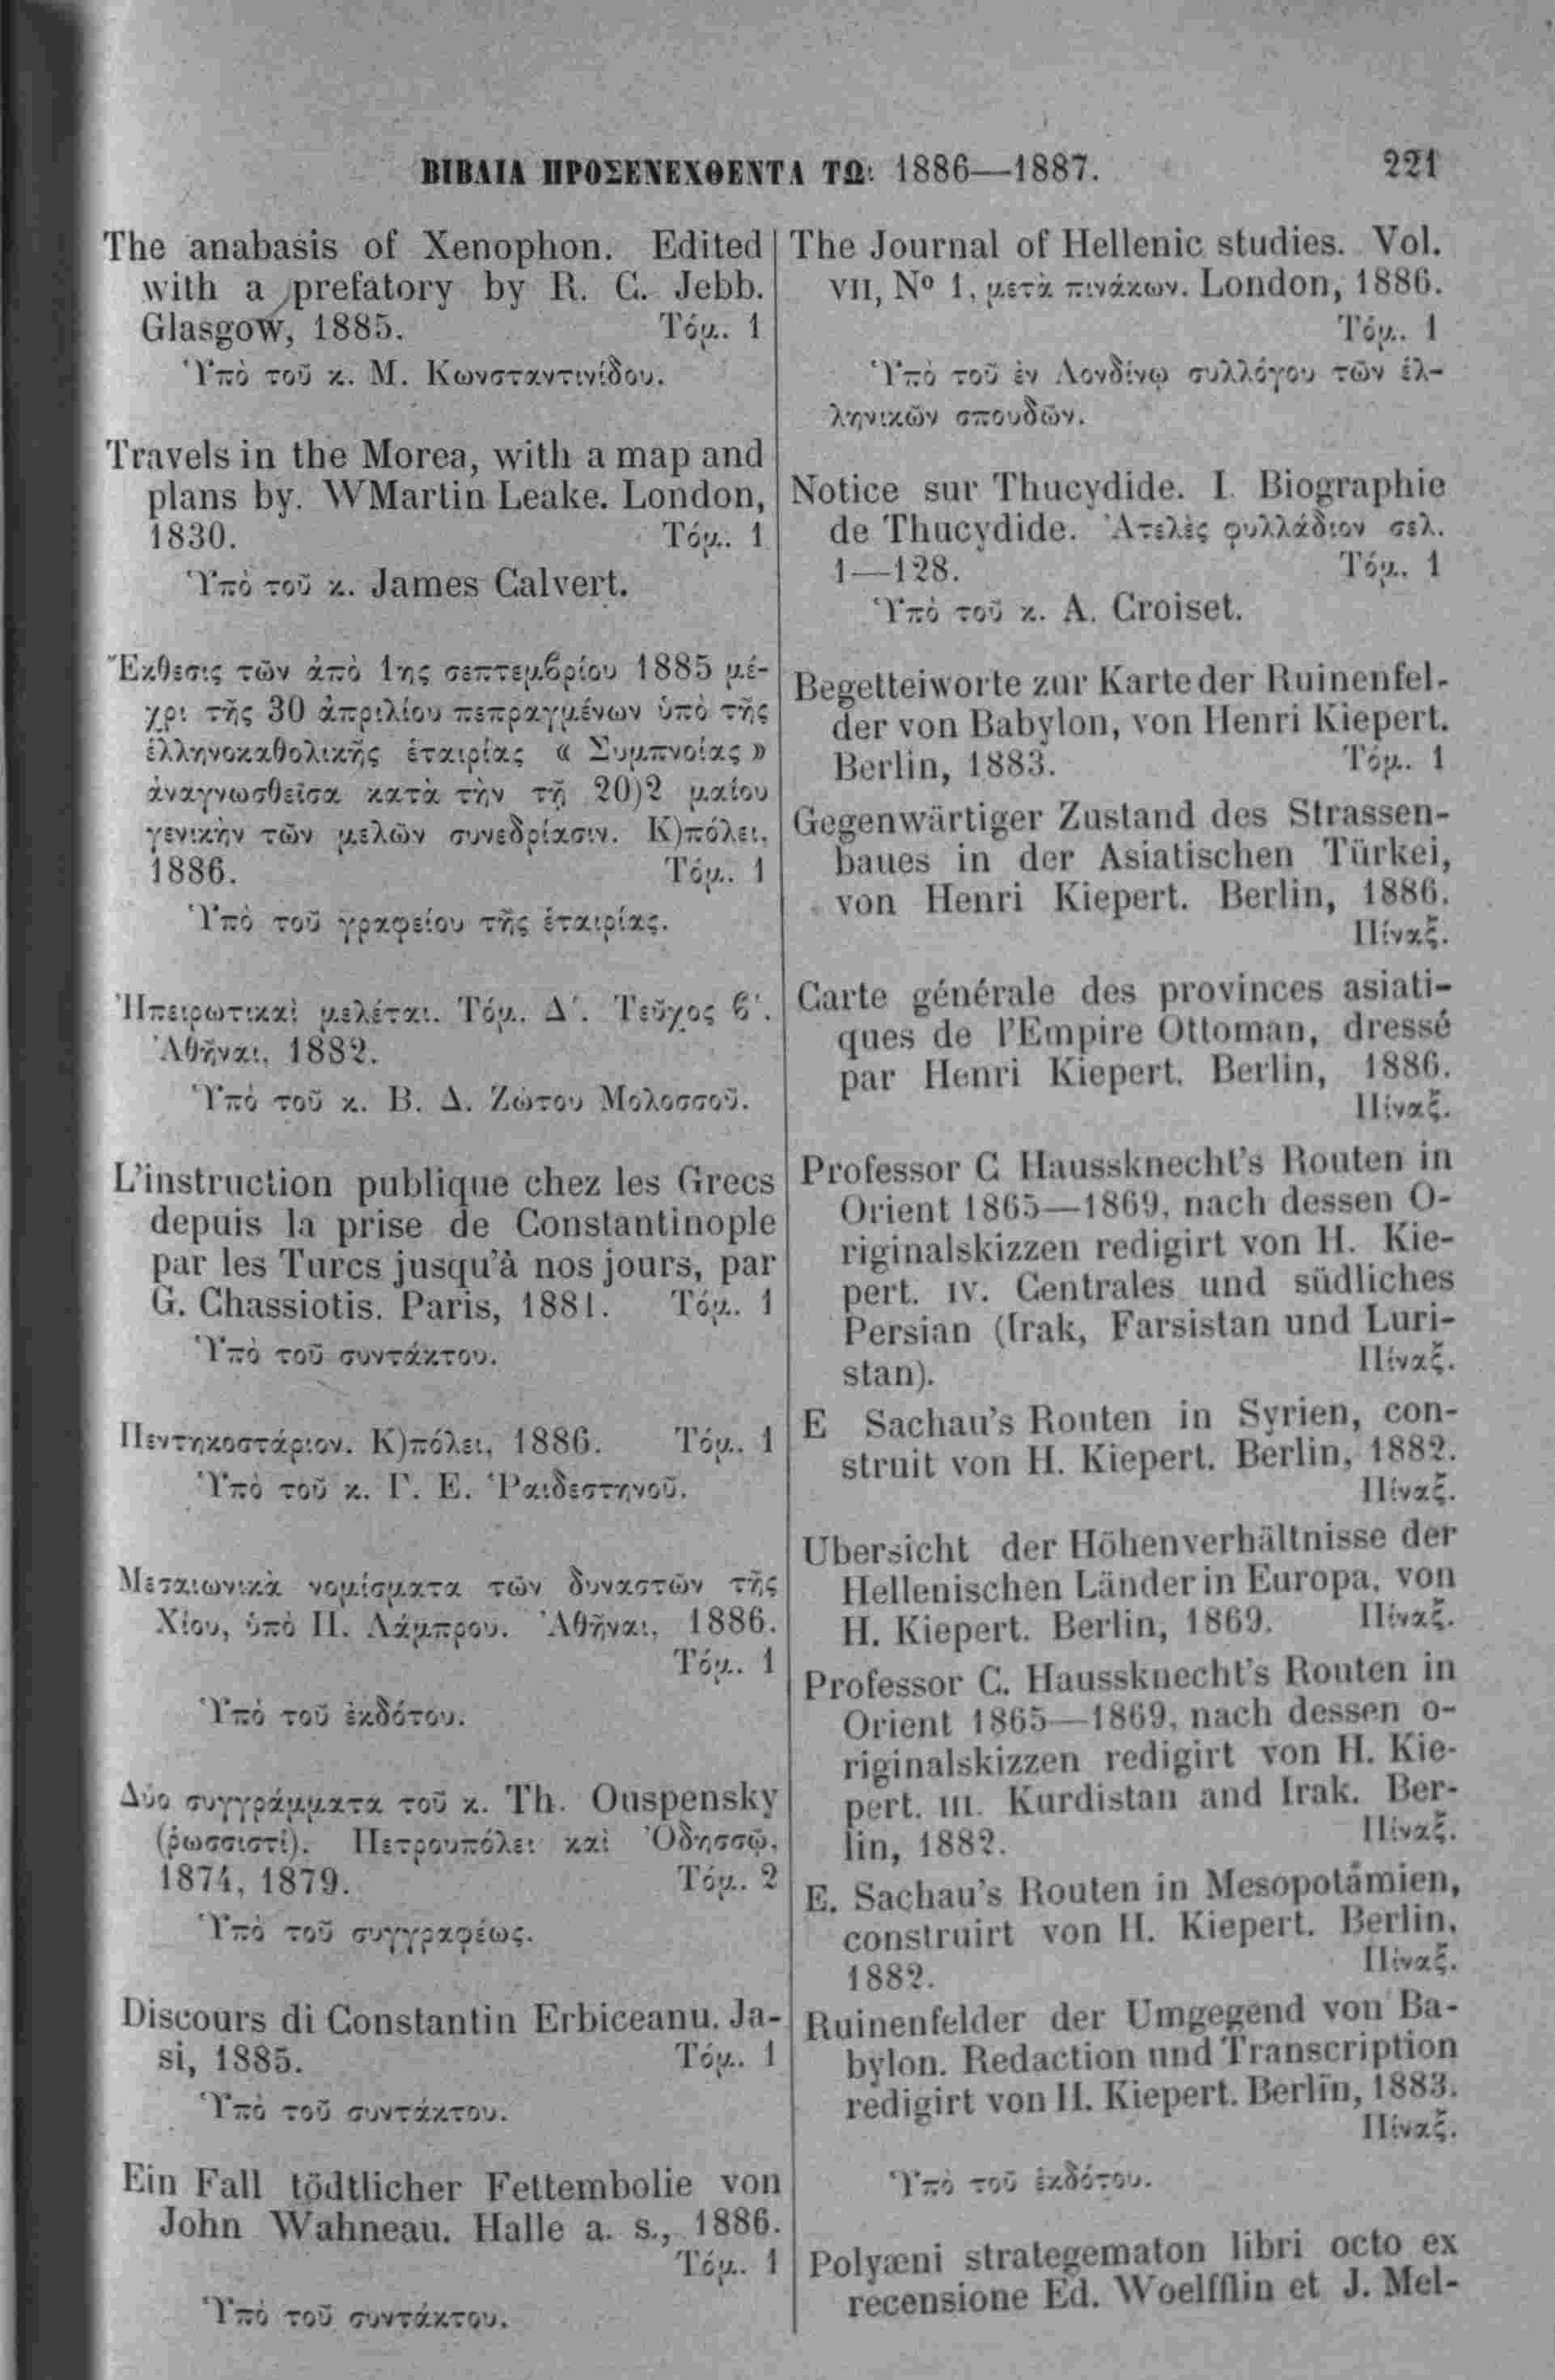 ΒΙΒΛΙΑ ΠΡΟΣΕΝΕΧΘΕΝΤΑ ΤΩι 1886—1887.
221
The anabasis of Xenophon. Edited
with a prefatory by R. C. Jebb.
Glasgow, 1885. Τόμ. 1
Ὑπὸ τοῦ κ. Μ. Κωνσταντινίδου.
Travels in the Morea, with a map and
plans by. WMartin Leake. London,
1830. Τόμ. 1
Ὑπὸ τοῦ κ. James Calvert.
Ἔκθεσις τῶν ἀπὸ 1ης σεπτεμβρίου 1885 μέ-
χρι τῆς 30 ἀπριλίου πεπραγμένων ὑπὸ τῆς
ἑλληνοκαθολικῆς ἑταιρίας « Συμπνοίας »
ἀναγνωσθεῖσα κατὰ τὴν τῇ 20)2 μαίου
γενικὴν τῶν μελῶν συνεδρίασιν. Κ)πόλει,
1886. Τόμ. 1
Ὑπὸ τοῦ γραφείου τῆς ἑταιρίας.
Ἠπειρωτικαὶ μελέται. Τόμ. Δʹ. Τεῦχος βʹ.
Ἀθῆναι, 1882.
Ὑπὸ τοῦ κ. Β. Δ. Ζώτου Μολοσσοῦ.
L'instruction publique chez les Grecs
depuis la prise de Constantinople
par les Turcs jusqu'à nos jours, par
G. Chassiotis. Paris, 1881. Τόμ. 1
Ὑπὸ τοῦ συντάκτου.
Πεντηκοστάριον. Κ)πόλει, 1886. Τόμ. 1
Ὑπὸ τοῦ κ. Γ. Ε. Ῥαιδεστηνοῦ.
Μεσαιωνικὰ νομίσματα τῶν δυναστῶν τῆς
Χίου, ὑπὸ Π. Λάμπρου. Ἀθῆναι, 1886.
Τόμ. 1
Ὑπὸ τοῦ ἐκδότου.
Δύο συγγράμματα τοῦ κ. Th. Ouspensky
(ῥωσσιστί). Πετρουπόλει καὶ Ὀδησσῷ,
1874, 1879. Τόμ. 2
Ὑπὸ τοῦ συγγραφέως.
Discours di Constantin Erbiceanu. Ja-
si, 1885. Τόμ. 1
Ὑπὸ τοῦ συντάκτου.
Ein Fall tödtlicher Fettembolie von
John Wahneau. Halle a. s., 1886.
Τόμ. 1
Ὑπὸ τοῦ συντάκτου.
The Journal of Hellenic studies. Vol.
VII, Nº 1, μετὰ πινάκων. London, 1886.
Τόμ. 1
Ὑπὸ τοῦ ἐν Λονδίνῳ συλλόγου τῶν ἑλ-
ληνικῶν σπουδῶν.
Notice sur Thucydide. I. Biographie
de Thucydide. Ἀτελὲς φυλλάδιον σελ.
1—128. Τόμ. 1
Ὑπὸ τοῦ κ. A. Croiset.
Begetteiworte zur Karte der Ruinenfel-
der von Babylon, von Henri Kiepert.
Berlin, 1883. Τόμ. 1
Gegenwärtiger Zustand des Strassen-
baues in der Asiatischen Türkei,
von Henri Kiepert. Berlin, 1886.
Πίναξ.
Carte générale des provinces asiati-
ques de l'Empire Ottoman, dressé
par Henri Kiepert. Berlin, 1886.
Πίναξ.
Professor C Haussknecht's Routen in
Orient 1865—1869, nach dessen O-
riginalskizzen redigirt von H. Kie-
pert. IV. Centrales und südliches
Persian (Irak, Farsistan und Luri-
stan). Πίναξ.
E Sachau's Routen in Syrien, con-
struit von H. Kiepert. Berlin, 1882.
Πίναξ.
Ubersicht der Höhenverhältnisse der
Hellenischen Länder in Europa, von
H. Kiepert. Berlin, 1869. Πίναξ.
Professor C. Haussknecht's Routen in
Orient 1865—1869, nach dessen o-
riginalskizzen redigirt von H. Kie-
pert. III. Kurdistan and Irak. Ber-
lin, 1882. Πίναξ.
E. Sachau's Routen in Mesopotämien,
construirt von H. Kiepert. Berlin,
1882. Πίναξ.
Ruinenfelder der Umgegend von Ba-
bylon. Redaction und Transcription
redigirt von H. Kiepert. Berlin, 1883.
Πίναξ.
Ὑπὸ τοῦ ἐκδότου.
Polyæni strategematon libri octo ex
recensione Ed. Woelfflin et J. Mel-